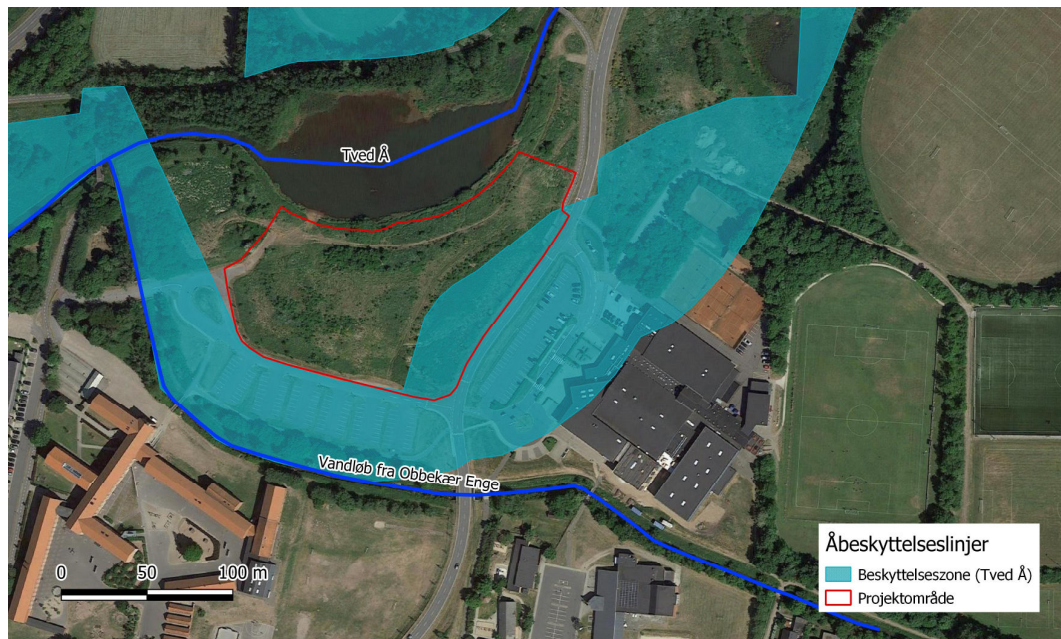 Tved Å
Vandløb fra Obbekær Enge
0 50 100 m
Åbeskyttelseslinjer
Beskyttelseszone (Tved Å)
Projektområde